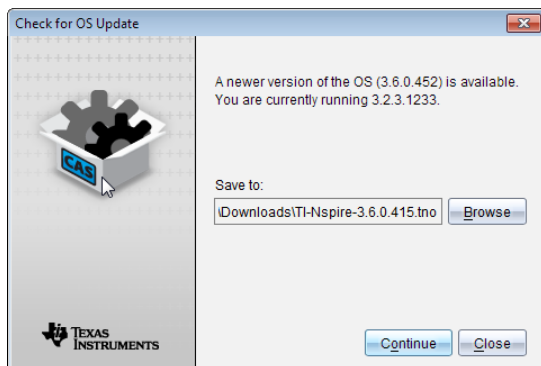 Check for OS Update
A newer version of the OS (3.6.0.452) is available.
You are currently running 3.2.3.1233.
CAS
Save to:
\Downloads\TI-Nspire-3.6.0.415.tno
Browse
TEXAS
INSTRUMENTS
Continue
Close